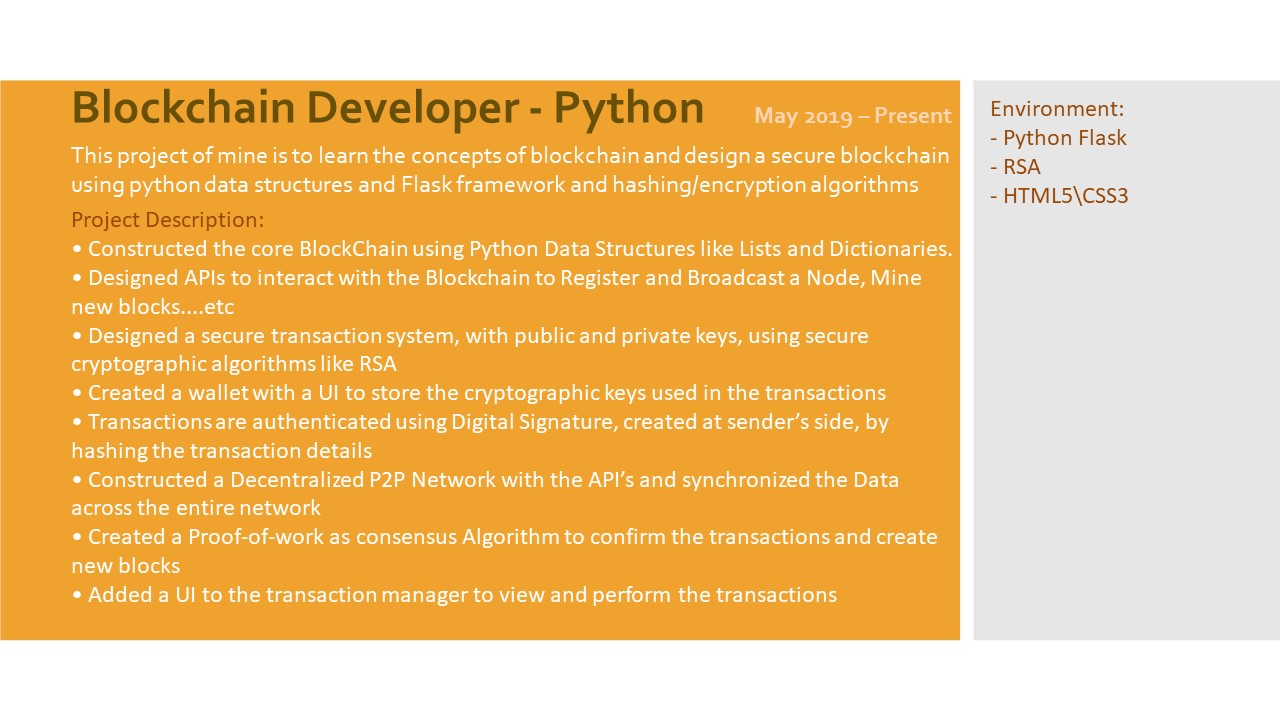 Blockchain Developer - Python
May 2019 – Present
This project of mine is to learn the concepts of blockchain and design a secure blockchain
using python data structures and Flask framework and hashing/encryption algorithms
Project Description:
• Constructed the core BlockChain using Python Data Structures like Lists and Dictionaries.
• Designed APIs to interact with the Blockchain to Register and Broadcast a Node, Mine
new blocks....etc
• Designed a secure transaction system, with public and private keys, using secure
cryptographic algorithms like RSA
• Created a wallet with a UI to store the cryptographic keys used in the transactions
• Transactions are authenticated using Digital Signature, created at sender’s side, by
hashing the transaction details
• Constructed a Decentralized P2P Network with the API’s and synchronized the Data
across the entire network
• Created a Proof-of-work as consensus Algorithm to confirm the transactions and create
new blocks
• Added a UI to the transaction manager to view and perform the transactions
Environment:
- Python Flask
- RSA
- HTML5\CSS3